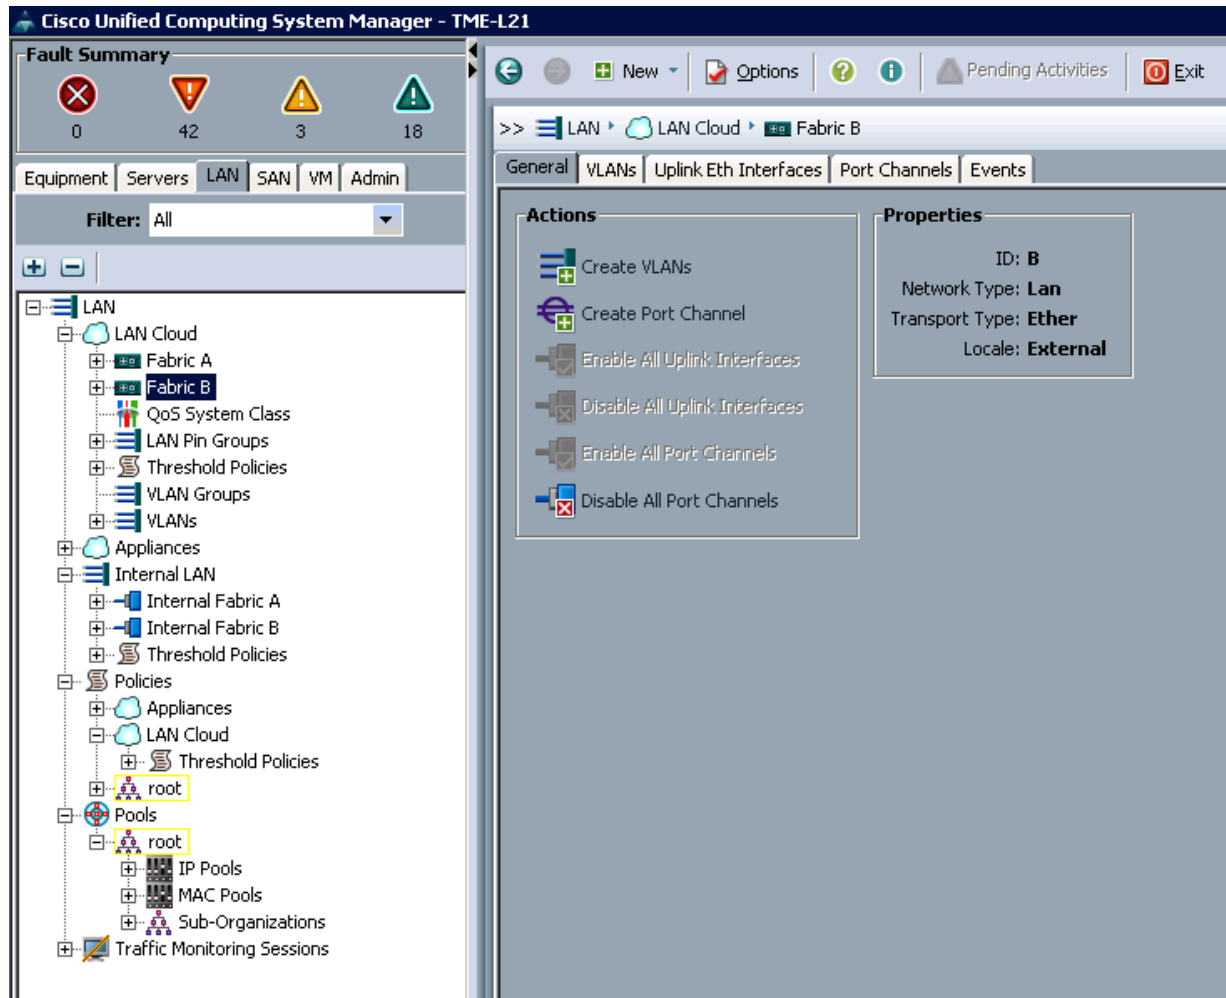 Cisco Unified Computing System Manager - TME-L21
Fault Summary
0 42 3 18
New Options Pending Activities Exit
>> LAN LAN Cloud Fabric B
Equipment Servers LAN SAN VM Admin
General VLANs Uplink Eth Interfaces Port Channels Events
Filter: All
LAN
LAN Cloud
Fabric A
Fabric B
QoS System Class
LAN Pin Groups
Threshold Policies
VLAN Groups
VLANs
Appliances
Internal LAN
Internal Fabric A
Internal Fabric B
Threshold Policies
Policies
Appliances
LAN Cloud
Threshold Policies
root
Pools
root
IP Pools
MAC Pools
Sub-Organizations
Traffic Monitoring Sessions
Actions
Create VLANs
Create Port Channel
Enable All Uplink Interfaces
Disable All Uplink Interfaces
Enable All Port Channels
Disable All Port Channels
Properties
ID: B
Network Type: Lan
Transport Type: Ether
Locale: External